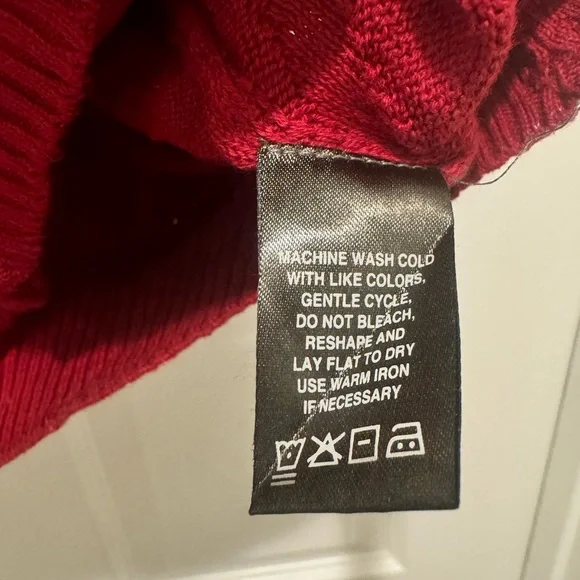 MACHINE WASH COLD
WITH LIKE COLORS,
GENTLE CYCLE,
DO NOT BLEACH,
RESHAPE AND
LAY FLAT TO DRY
USE WARM IRON
IF NECESSARY